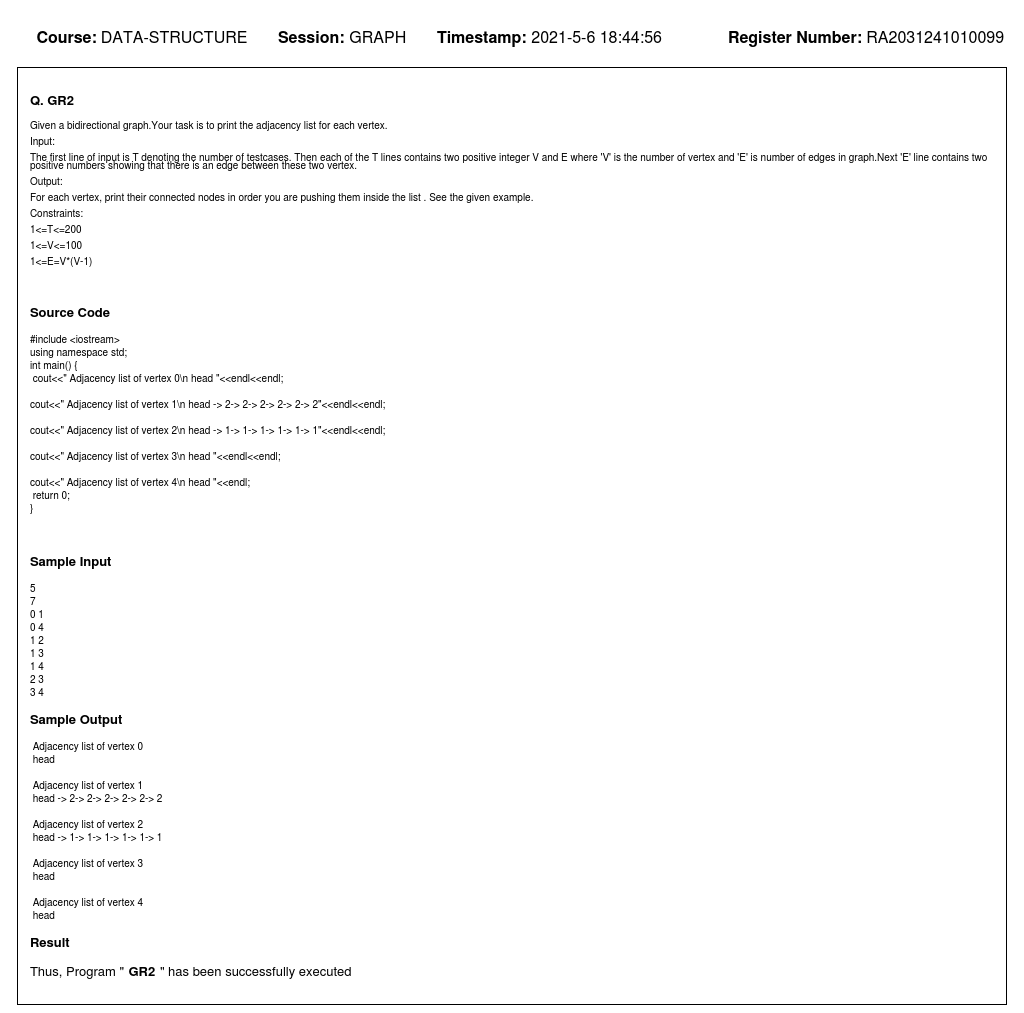 Course: DATA-STRUCTURE Session: GRAPH Timestamp: 2021-5-6 18:44:56 Register Number: RA2031241010099
Q. GR2
Given a bidirectional graph.Your task is to print the adjacency list for each vertex.
Input:
The first line of input is T denoting the number of testcases. Then each of the T lines contains two positive integer V and E where 'V' is the number of vertex and 'E' is number of edges in graph.Next 'E' line contains two
positive numbers showing that there is an edge between these two vertex.
Output:
For each vertex, print their connected nodes in order you are pushing them inside the list . See the given example.
Constraints:
1<=T<=200
1<=V<=100
1<=E=V*(V-1)
Source Code
#include <iostream>
using namespace std;
int main() {
cout<<" Adjacency list of vertex 0\n head "<<endl<<endl;
cout<<" Adjacency list of vertex 1\n head -> 2-> 2-> 2-> 2-> 2-> 2"<<endl<<endl;
cout<<" Adjacency list of vertex 2\n head -> 1-> 1-> 1-> 1-> 1-> 1"<<endl<<endl;
cout<<" Adjacency list of vertex 3\n head "<<endl<<endl;
cout<<" Adjacency list of vertex 4\n head "<<endl;
return 0;
}
Sample Input
5
7
0 1
0 4
1 2
1 3
1 4
2 3
3 4
Sample Output
Adjacency list of vertex 0
head
Adjacency list of vertex 1
head -> 2-> 2-> 2-> 2-> 2-> 2
Adjacency list of vertex 2
head -> 1-> 1-> 1-> 1-> 1-> 1
Adjacency list of vertex 3
head
Adjacency list of vertex 4
head
Result
Thus, Program " GR2 " has been successfully executed